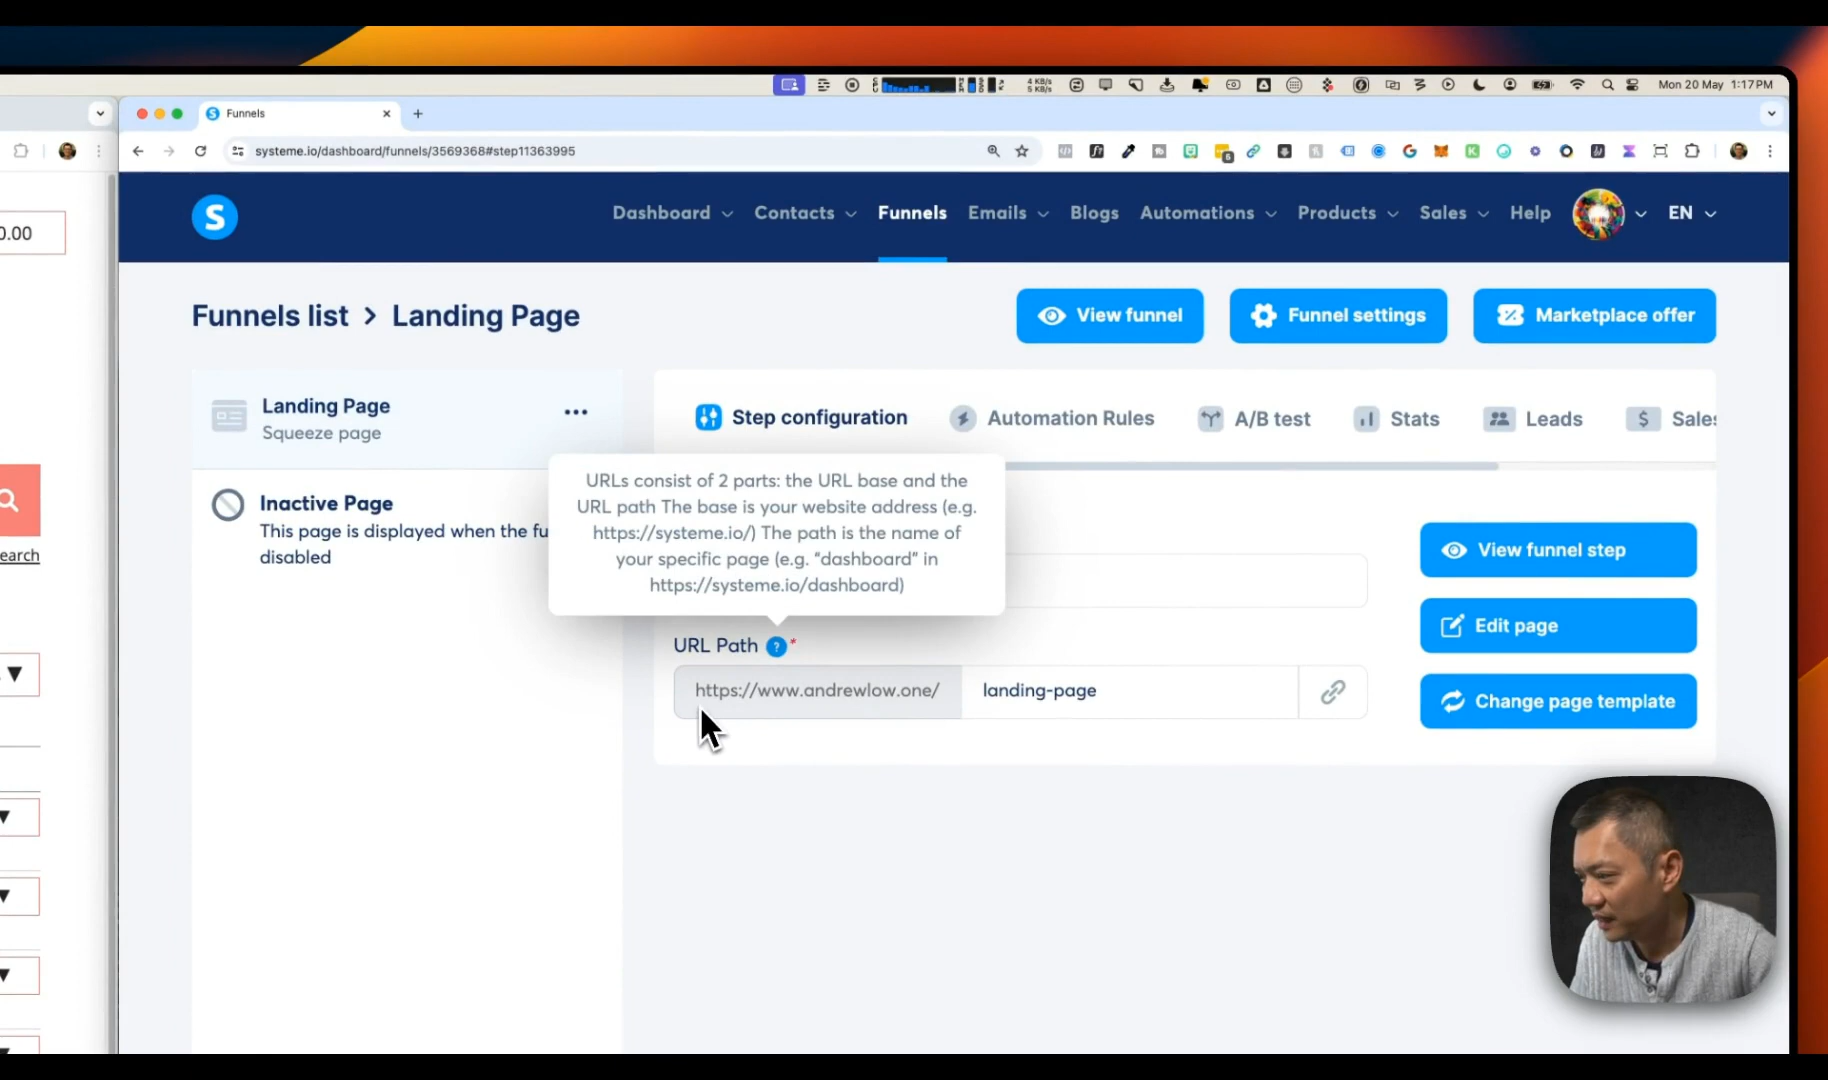 4 KB/s
5 KB/s
Mon 20 May 1:17 PM
Funnels
systeme.io/dashboard/funnels/3569368#step11363995
6
0.00
S
Dashboard
Contacts
Funnels
Emails
Blogs
Automations
Products
Sales
Help
EN
Funnels list > Landing Page
View funnel
Funnel settings
Marketplace offer
Landing Page
Squeeze page
Step configuration
Automation Rules
A/B test
Stats
Leads
Sales
Inactive Page
This page is displayed when the fu
disabled
earch
URLs consist of 2 parts: the URL base and the
URL path The base is your website address (e.g.
https://systeme.io/) The path is the name of
your specific page (e.g. “dashboard” in
https://systeme.io/dashboard)
View funnel step
Edit page
Change page template
URL Path ? *
https://www.andrewlow.one/
landing-page